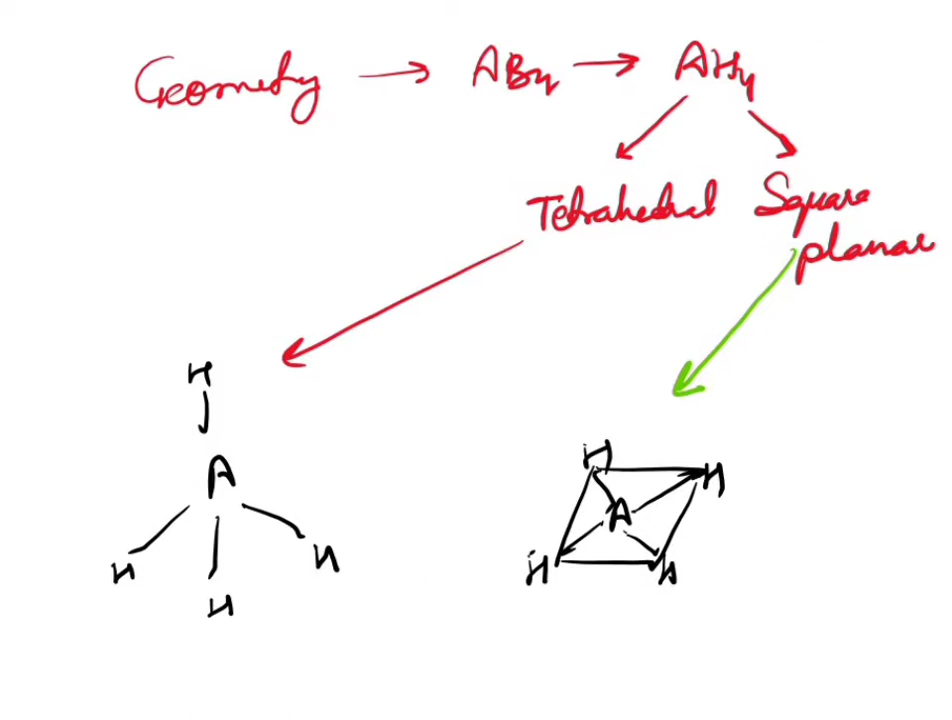 Geometry → AB4 → AH4
Tetrahedral Square
planar
H
A
H H
H
H H
A
H H